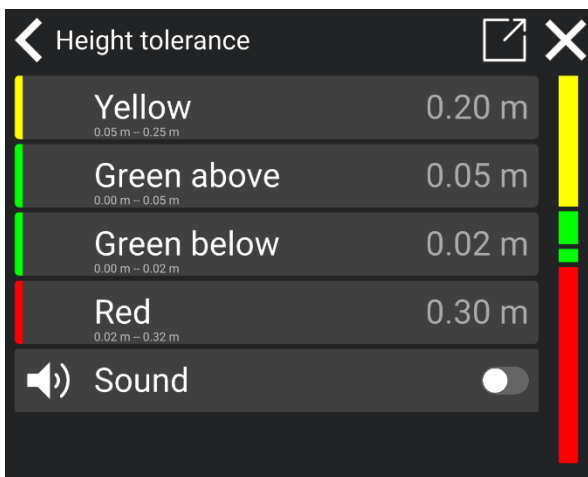 Height tolerance
Yellow
0.20 m
0.05 m – 0.25 m
Green above
0.05 m
0.00 m – 0.05 m
Green below
0.02 m
0.00 m – 0.02 m
Red
0.30 m
0.02 m – 0.32 m
Sound